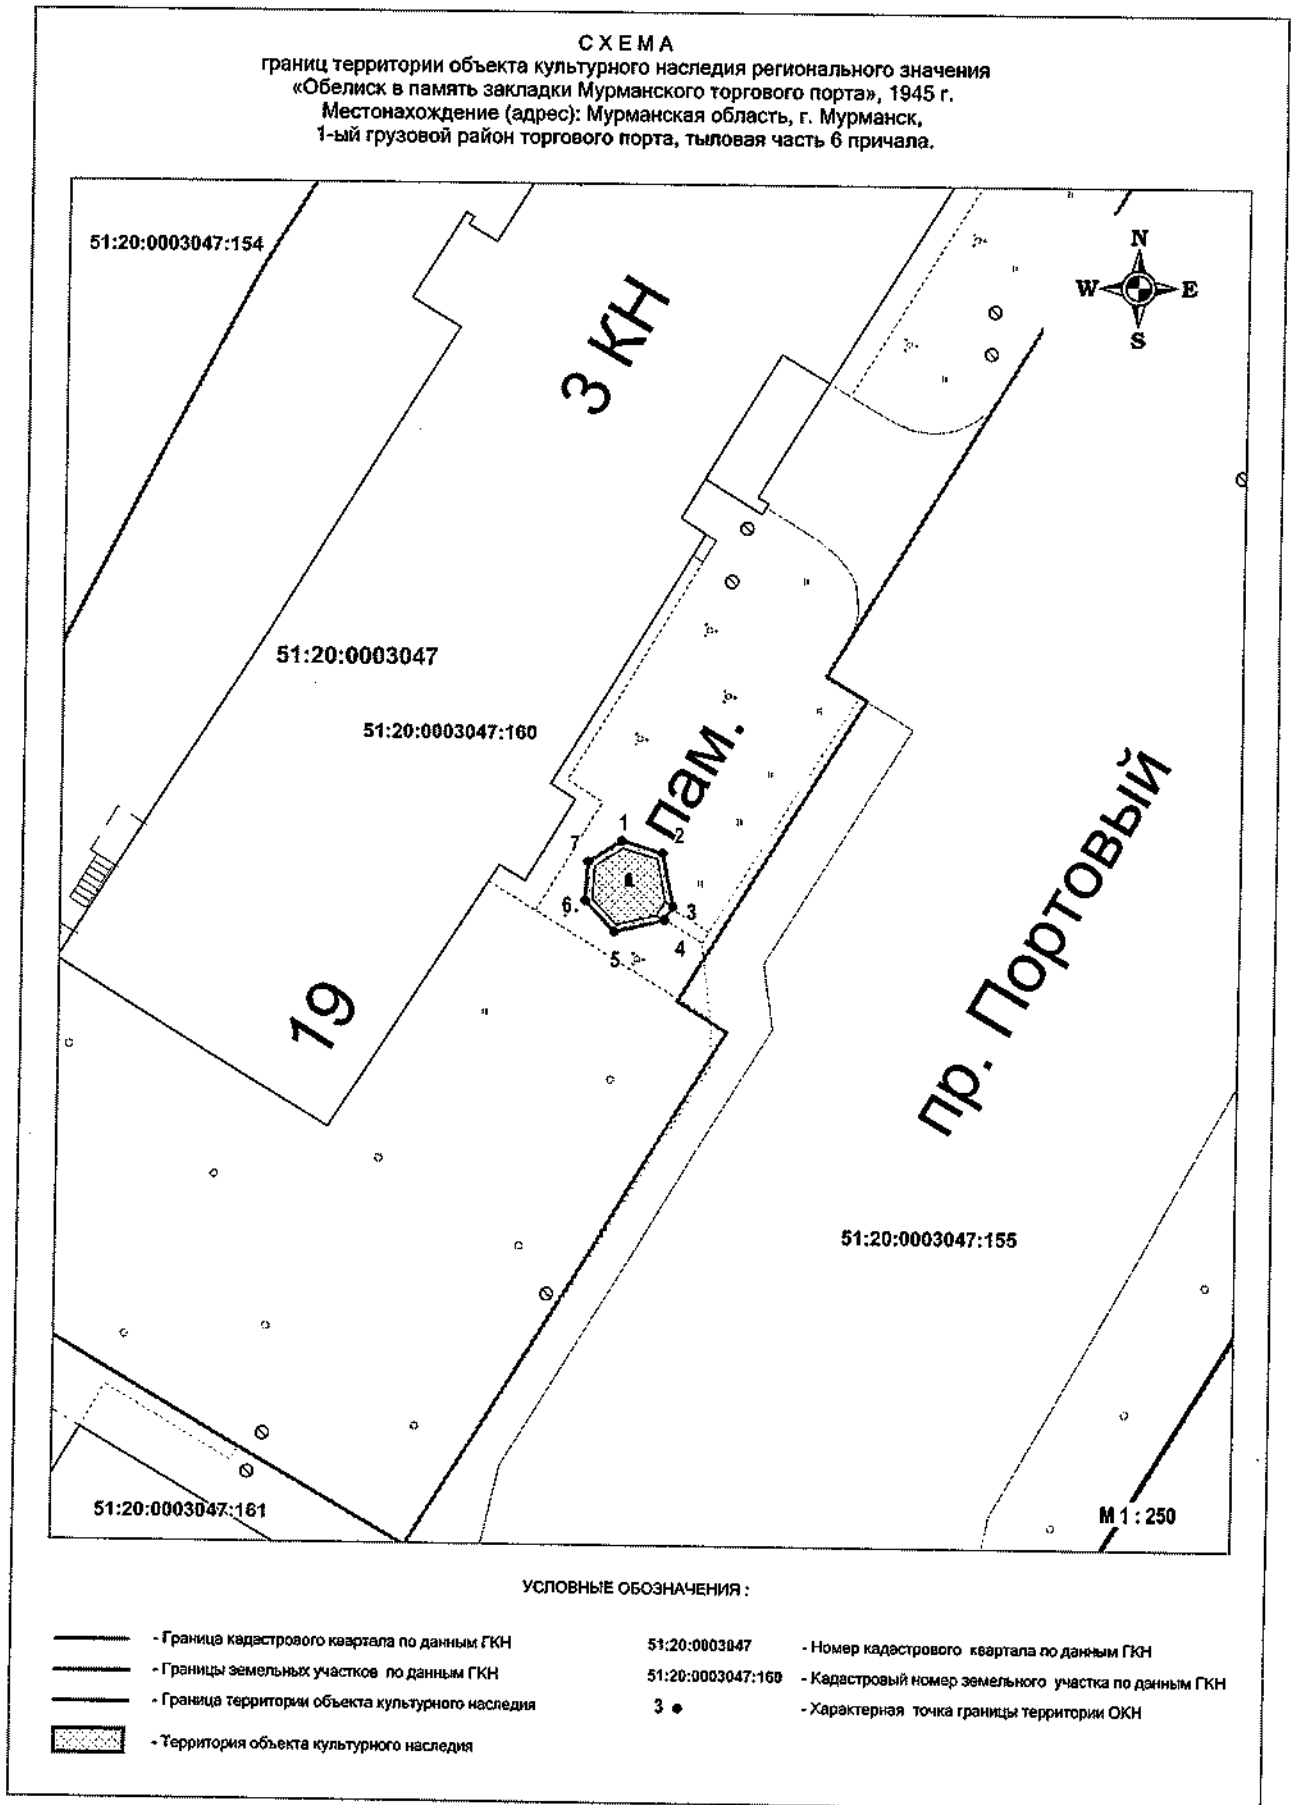 СХЕМА
границ территории объекта культурного наследия регионального значения
«Обелиск в память закладки Мурманского торгового порта», 1945 г.
Местонахождение (адрес): Мурманская область, г. Мурманск,
1-ый грузовой район торгового порта, тыловая часть 6 причала.
51:20:0003047:154
N
W E
S
3 КН
51:20:0003047
51:20:0003047:160
пам.
1
2
7
6.
3
4
5
19
пр. Портовый
51:20:0003047:155
51:20:0003047:161
М 1 : 250
УСЛОВНЫЕ ОБОЗНАЧЕНИЯ :
- Граница кадастрового квартала по данным ГКН
- Границы земельных участков по данным ГКН
- Граница территории объекта культурного наследия
- Территория объекта культурного наследия
51:20:0003047 - Номер кадастрового квартала по данным ГКН
51:20:0003047:160 - Кадастровый номер земельного участка по данным ГКН
3 - Характерная точка границы территории ОКН